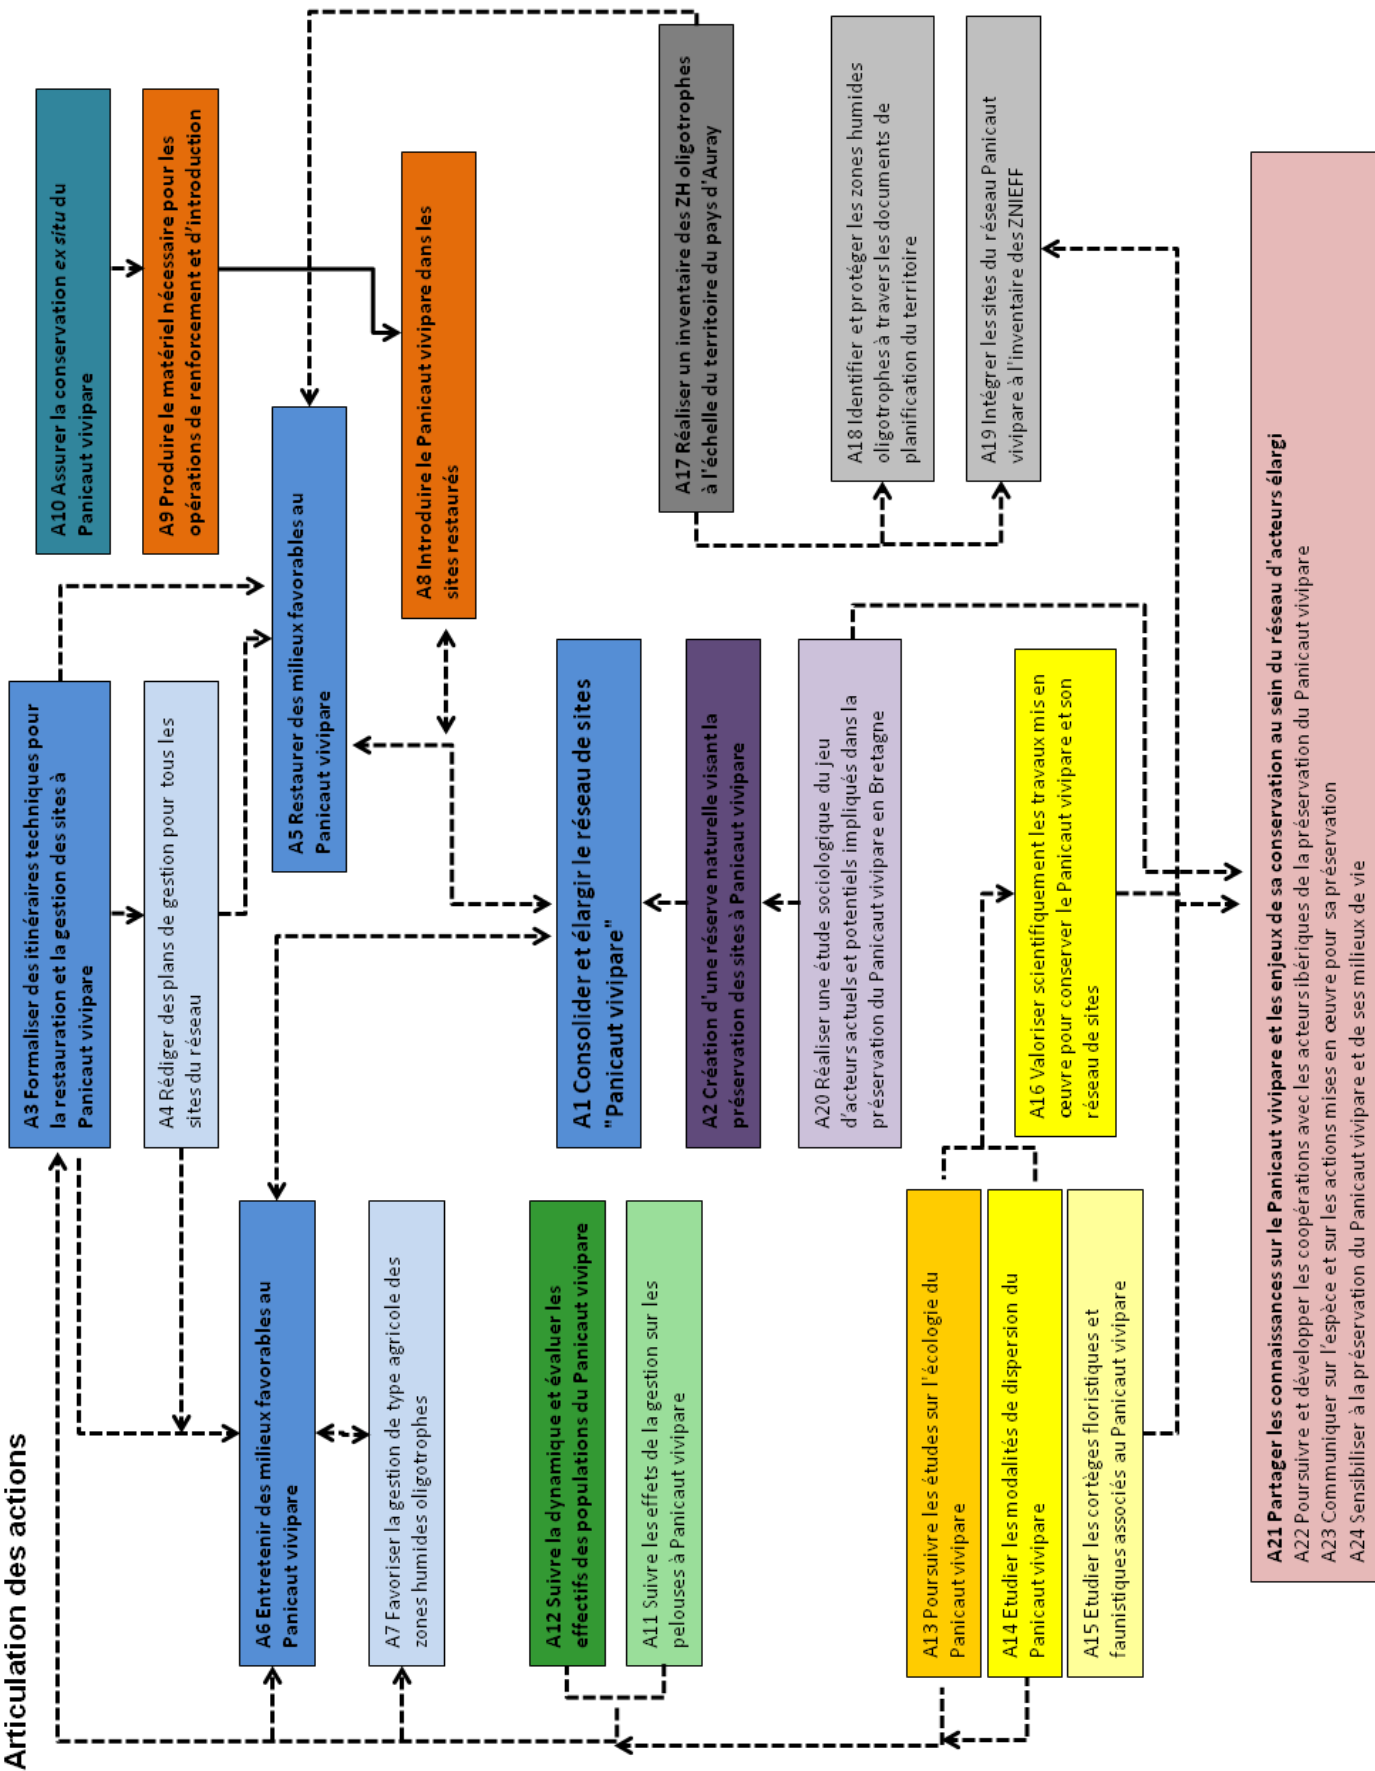 Articulation des actions
A3 Formaliser des itinéraires techniques pour
la restauration et la gestion des sites à
Panicaut vivipare
A4 Rédiger des plans de gestion pour tous les
sites du réseau
A10 Assurer la conservation ex situ du
Panicaut vivipare
A9 Produire le matériel nécessaire pour les
opérations de renforcement et d'introduction
A6 Entretenir des milieux favorables au
Panicaut vivipare
A7 Favoriser la gestion de type agricole des
zones humides oligotrophes
A5 Restaurer des milieux favorables au
Panicaut vivipare
A8 Introduire le Panicaut vivipare dans les
sites restaurés
A12 Suivre la dynamique et évaluer les
effectifs des populations du Panicaut vivipare
A11 Suivre les effets de la gestion sur les
pelouses à Panicaut vivipare
A1 Consolider et élargir le réseau de sites
"Panicaut vivipare"
A2 Création d'une réserve naturelle visant la
préservation des sites à Panicaut vivipare
A20 Réaliser une étude sociologique du jeu
d'acteurs actuels et potentiels impliqués dans la
préservation du Panicaut vivipare en Bretagne
A17 Réaliser un inventaire des ZH oligotrophes
à l'échelle du territoire du pays d'Auray
A18 Identifier et protéger les zones humides
oligotrophes à travers les documents de
planification du territoire
A19 Intégrer les sites du réseau Panicaut
vivipare à l'inventaire des ZNIEFF
A13 Poursuivre les études sur l'écologie du
Panicaut vivipare
A14 Etudier les modalités de dispersion du
Panicaut vivipare
A15 Etudier les cortèges floristiques et
faunistiques associés au Panicaut vivipare
A16 Valoriser scientifiquement les travaux mis en
œuvre pour conserver le Panicaut vivipare et son
réseau de sites
A21 Partager les connaissances sur le Panicaut vivipare et les enjeux de sa conservation au sein du réseau d'acteurs élargi
A22 Poursuivre et développer les coopérations avec les acteurs ibériques de la préservation du Panicaut vivipare
A23 Communiquer sur l'espèce et sur les actions mises en œuvre pour sa préservation
A24 Sensibiliser à la préservation du Panicaut vivipare et de ses milieux de vie